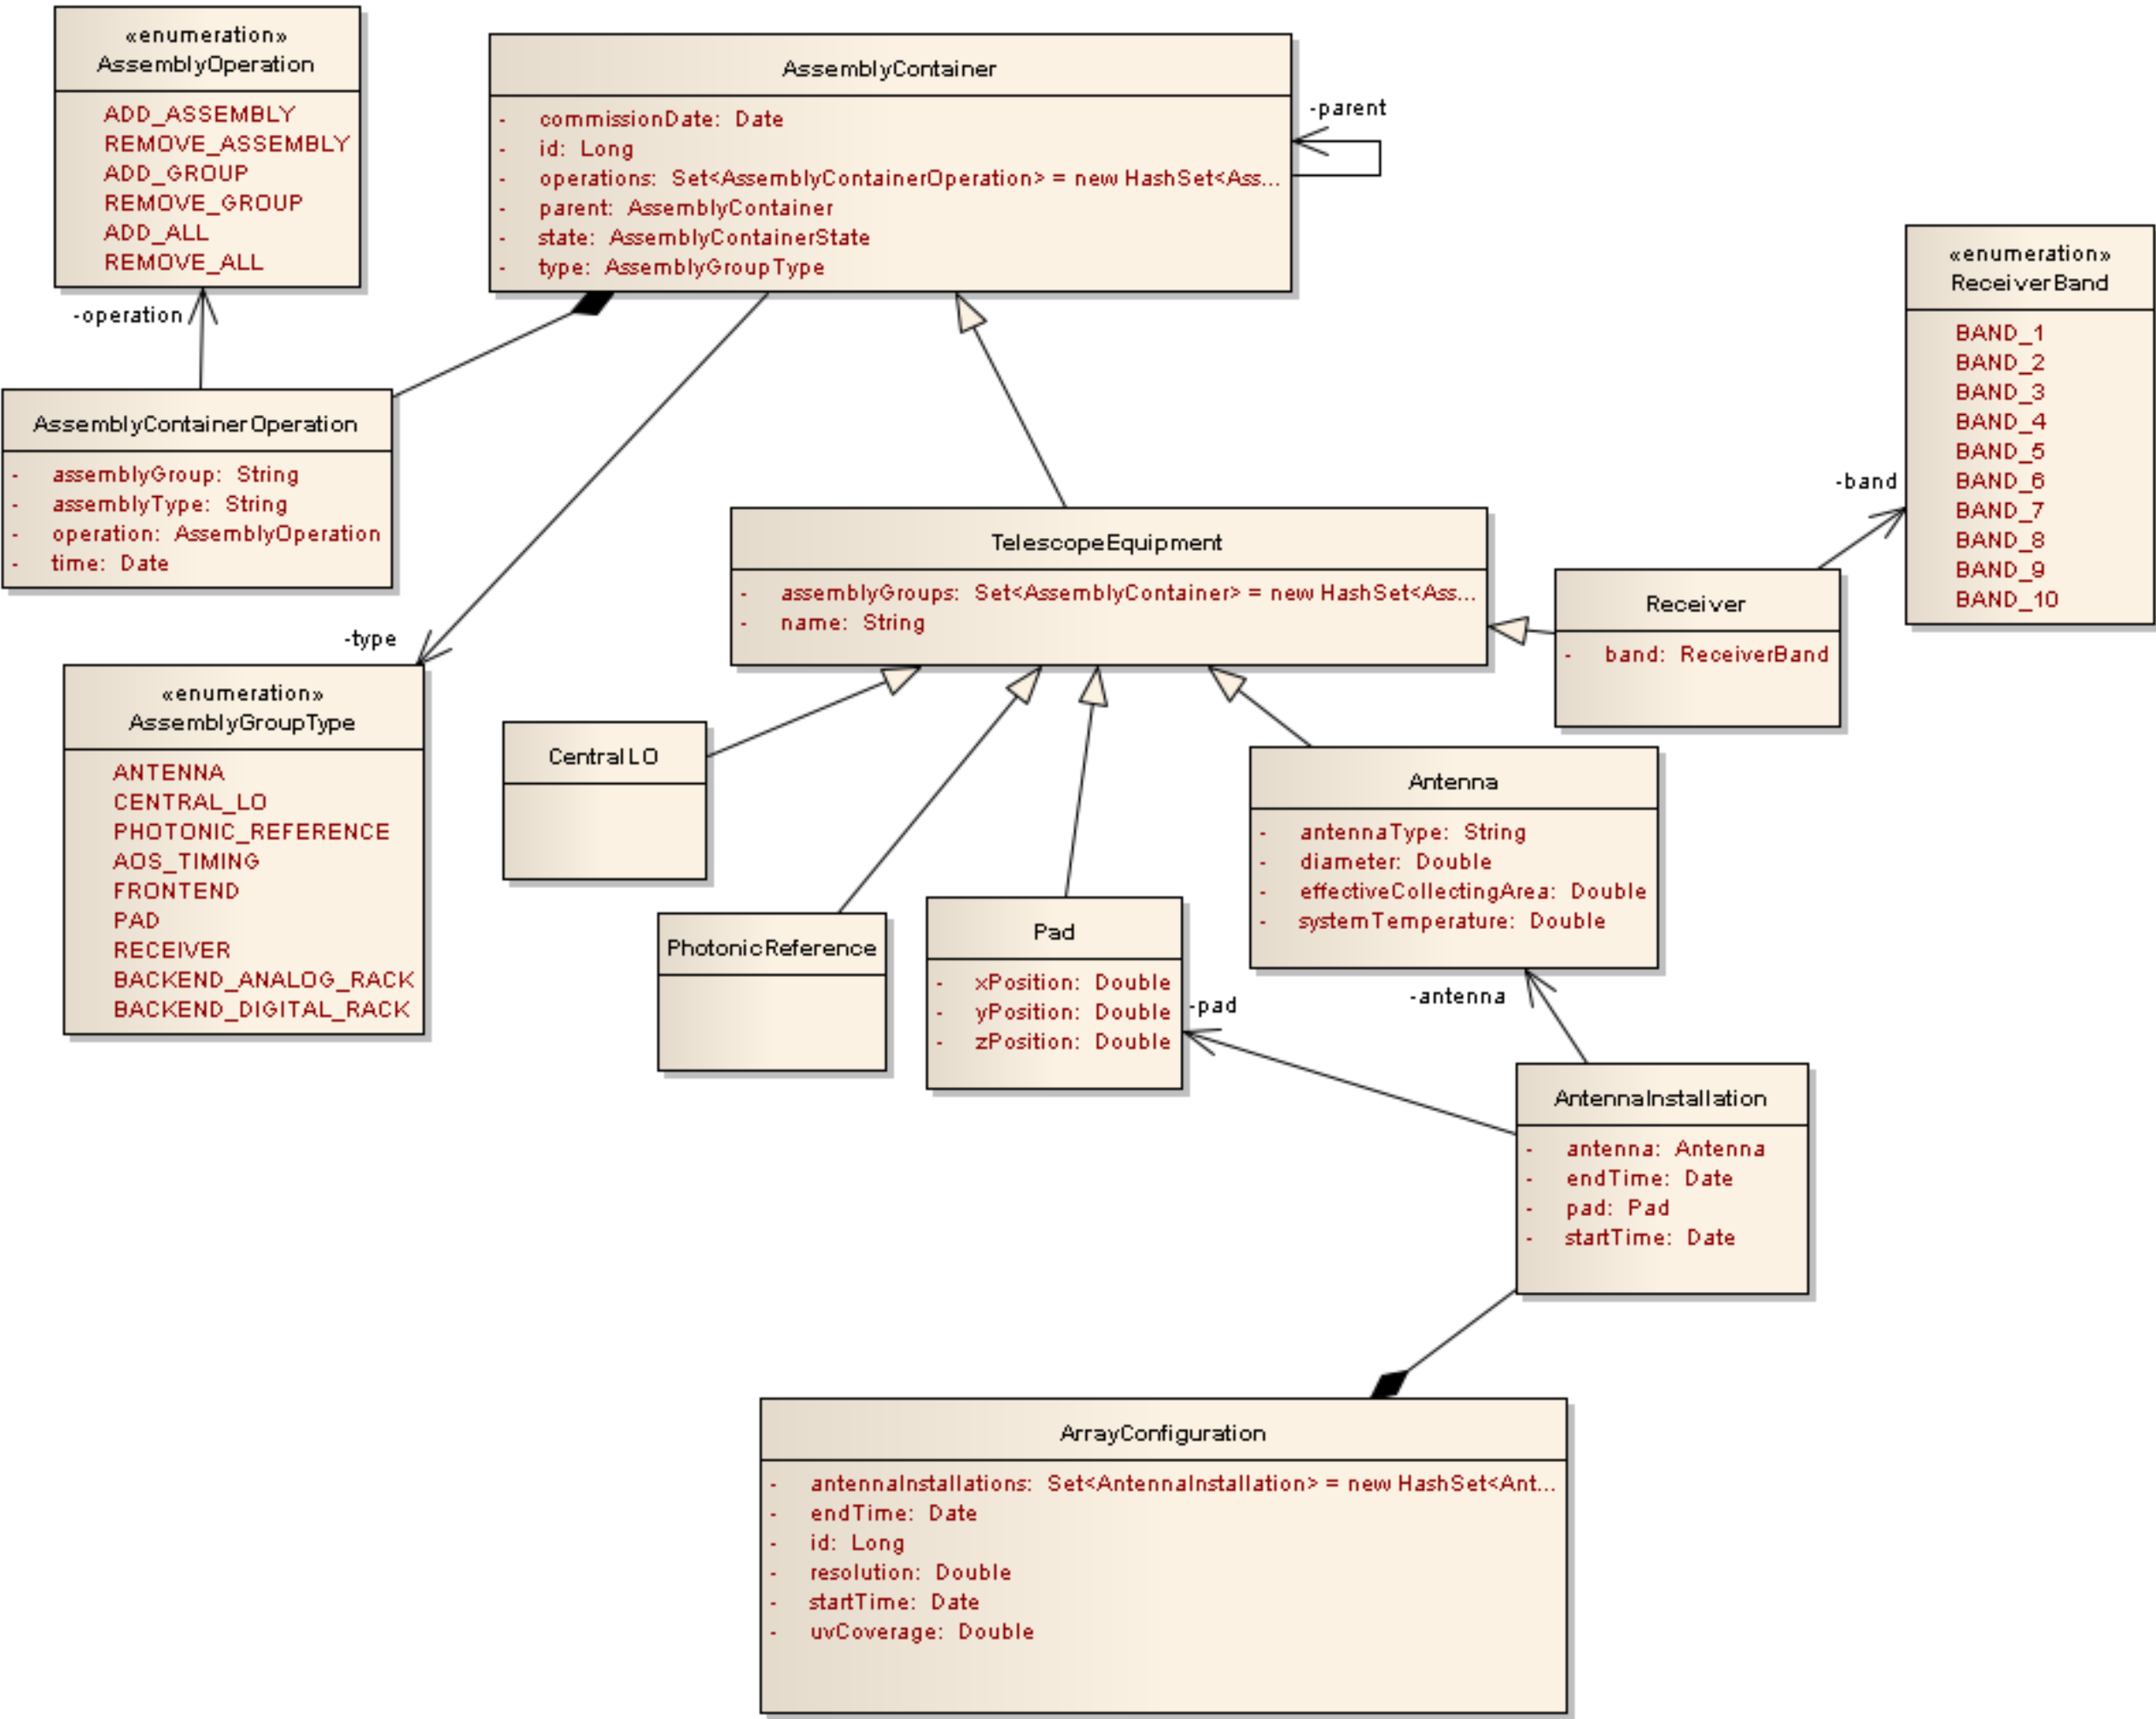 «enumeration»
AssemblyOperation
ADD_ASSEMBLY
REMOVE_ASSEMBLY
ADD_GROUP
REMOVE_GROUP
ADD_ALL
REMOVE_ALL
-operation
AssemblyContainer
- commissionDate: Date
- id: Long
- operations: Set<AssemblyContainerOperation> = new HashSet<Ass...
- parent: AssemblyContainer
- state: AssemblyContainerState
- type: AssemblyGroupType
-parent
«enumeration»
ReceiverBand
BAND_1
BAND_2
BAND_3
BAND_4
BAND_5
BAND_6
BAND_7
BAND_8
BAND_9
BAND_10
-band
AssemblyContainerOperation
- assemblyGroup: String
- assemblyType: String
- operation: AssemblyOperation
- time: Date
TelescopeEquipment
- assemblyGroups: Set<AssemblyContainer> = new HashSet<Ass...
- name: String
Receiver
- band: ReceiverBand
-type
«enumeration»
AssemblyGroupType
ANTENNA
CENTRAL_LO
PHOTONIC_REFERENCE
AOS_TIMING
FRONTEND
PAD
RECEIVER
BACKEND_ANALOG_RACK
BACKEND_DIGITAL_RACK
CentralLO
PhotonicReference
Pad
- xPosition: Double
- yPosition: Double
- zPosition: Double
-pad
Antenna
- antennaType: String
- diameter: Double
- effectiveCollectingArea: Double
- systemTemperature: Double
-antenna
AntennaInstallation
- antenna: Antenna
- endTime: Date
- pad: Pad
- startTime: Date
ArrayConfiguration
- antennaInstallations: Set<AntennaInstallation> = new HashSet<Ant...
- endTime: Date
- id: Long
- resolution: Double
- startTime: Date
- uvCoverage: Double